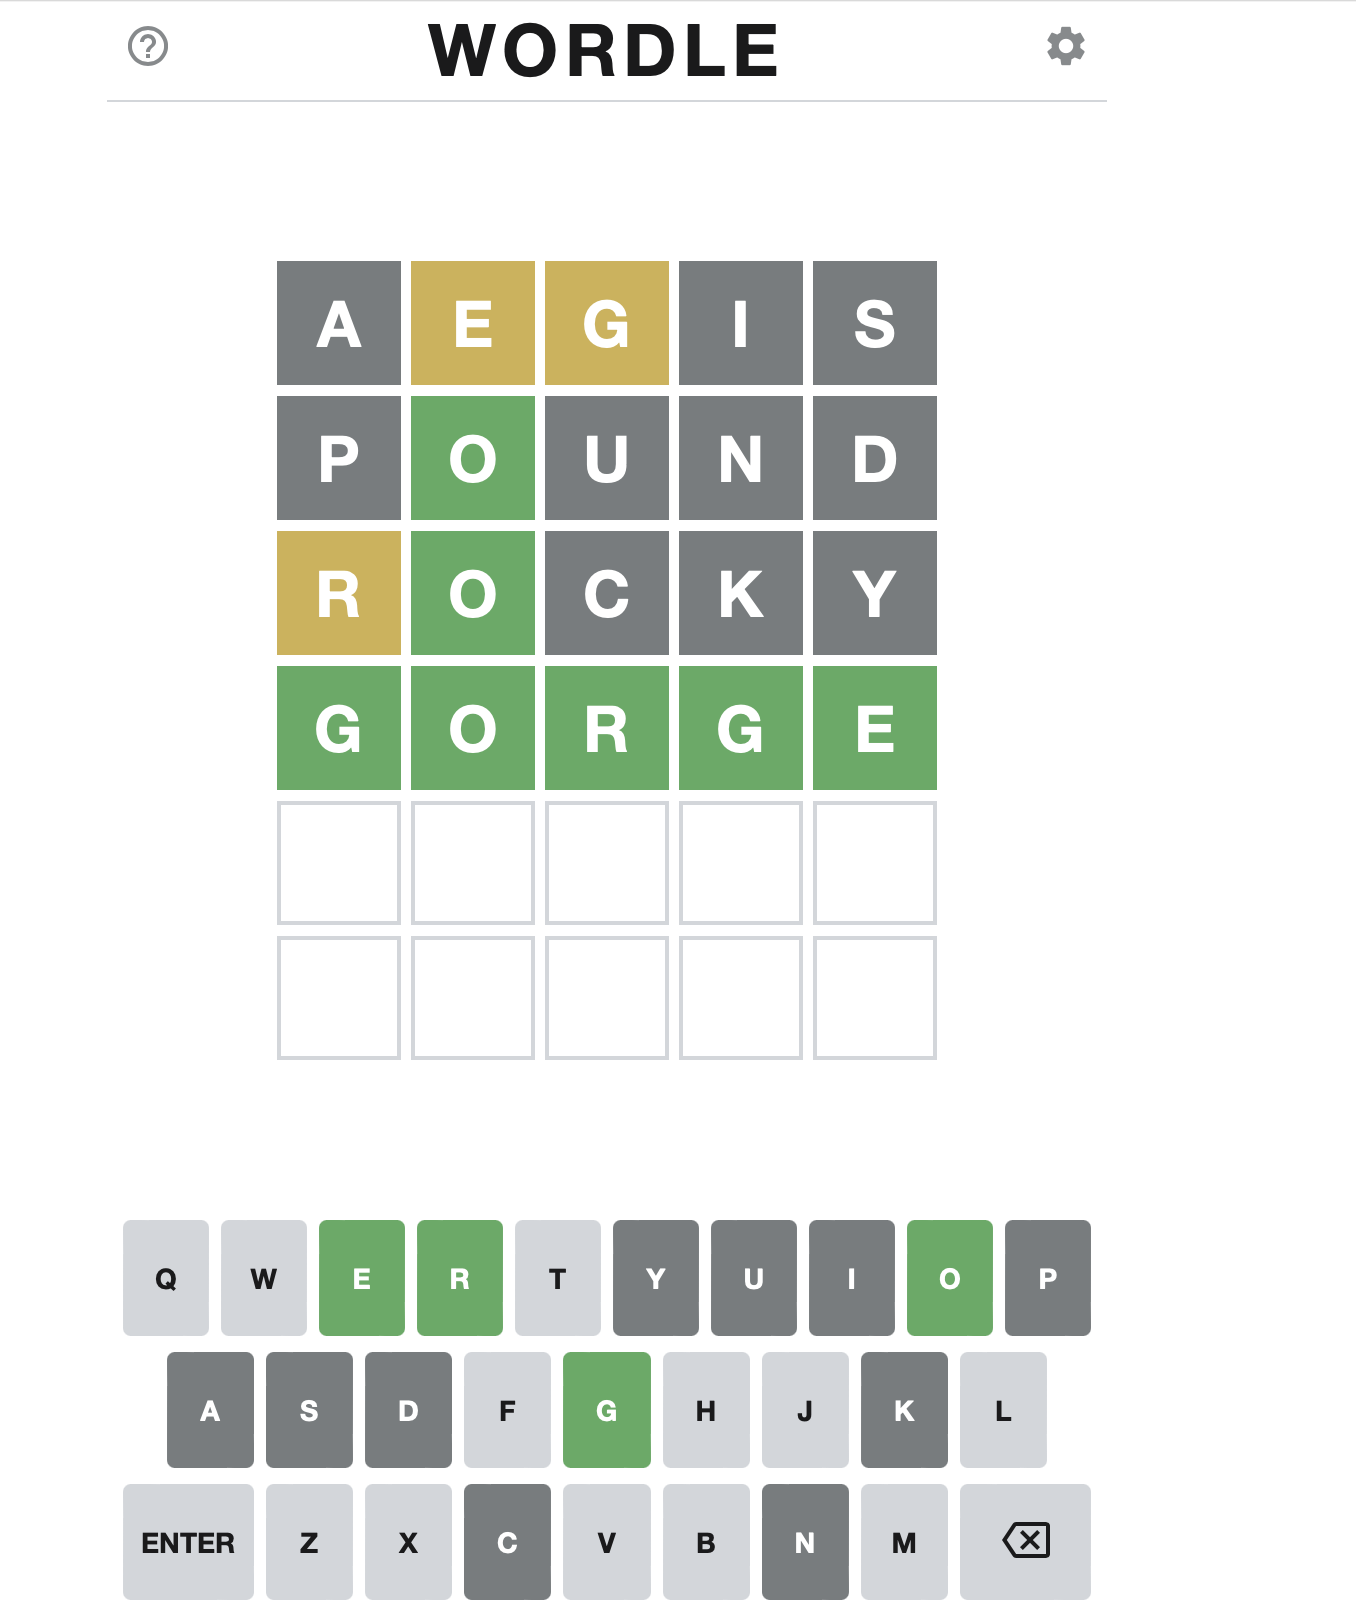 ?
WORDLE
A E G I S
P O U N D
R O C K Y
G O R G E
Q W E R T Y U I O P
A S D F G H J K L
ENTER Z X C V B N M